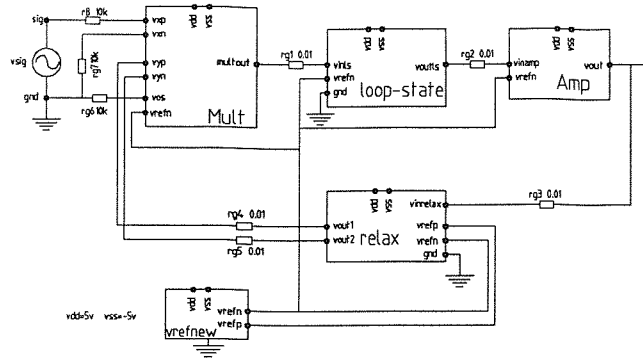 sig
r8 10k
vsig
rg7 10k
gnd
rg6 10k
vxp
vxn
vyp
vyn
vos
vrefn
vdd
vss
multout
Mult
rg1 0.01
vinls
vrefn
gnd
vdd
vss
voutls
loop-state
rg2 0.01
vinamp
vrefn
vdd
vss
vout
Amp
rg3 0.01
rg4 0.01
rg5 0.01
vout1
vout2
vdd
vss
vinrelax
vrefp
vrefn
gnd
relax
vdd=5v vss=-5v
vdd
vss
vrefn
vrefp
vrefnew